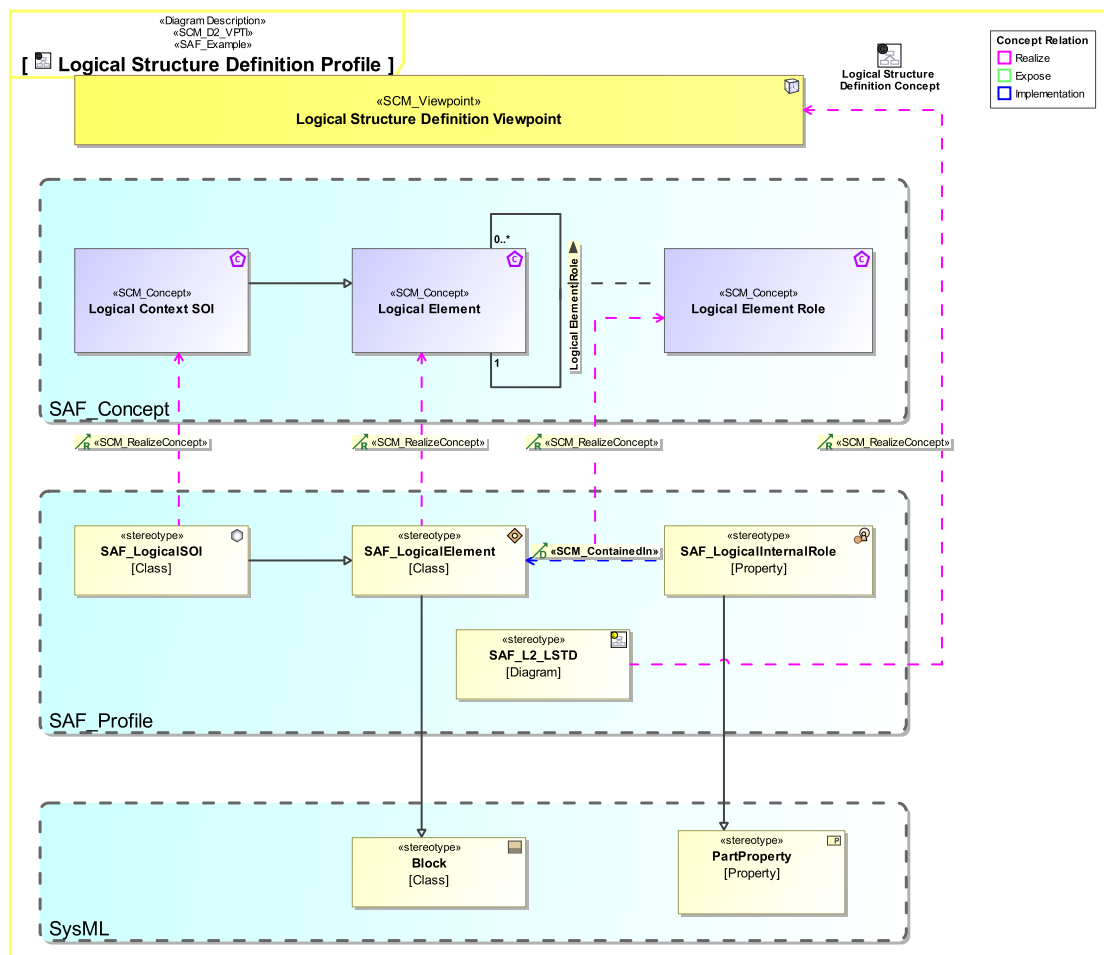 «Diagram Description»
«SCM_D2_VPTI»
«SAF_Example»
[ Logical Structure Definition Profile ]
Logical Structure
Definition Concept
Concept Relation
Realize
Expose
Implementation
«SCM_Viewpoint»
Logical Structure Definition Viewpoint
«SCM_Concept»
Logical Context SOI
«SCM_Concept»
Logical Element
0..*
1
Logical Element Role
«SCM_Concept»
Logical Element Role
SAF_Concept
«SCM_RealizeConcept»
«SCM_RealizeConcept»
«SCM_RealizeConcept»
«SCM_RealizeConcept»
«stereotype»
SAF_LogicalSOI
[Class]
«stereotype»
SAF_LogicalElement
[Class]
«SCM_ContainedIn»
«stereotype»
SAF_LogicalInternalRole
[Property]
«stereotype»
SAF_L2_LSTD
[Diagram]
SAF_Profile
«stereotype»
Block
[Class]
«stereotype»
PartProperty
[Property]
SysML